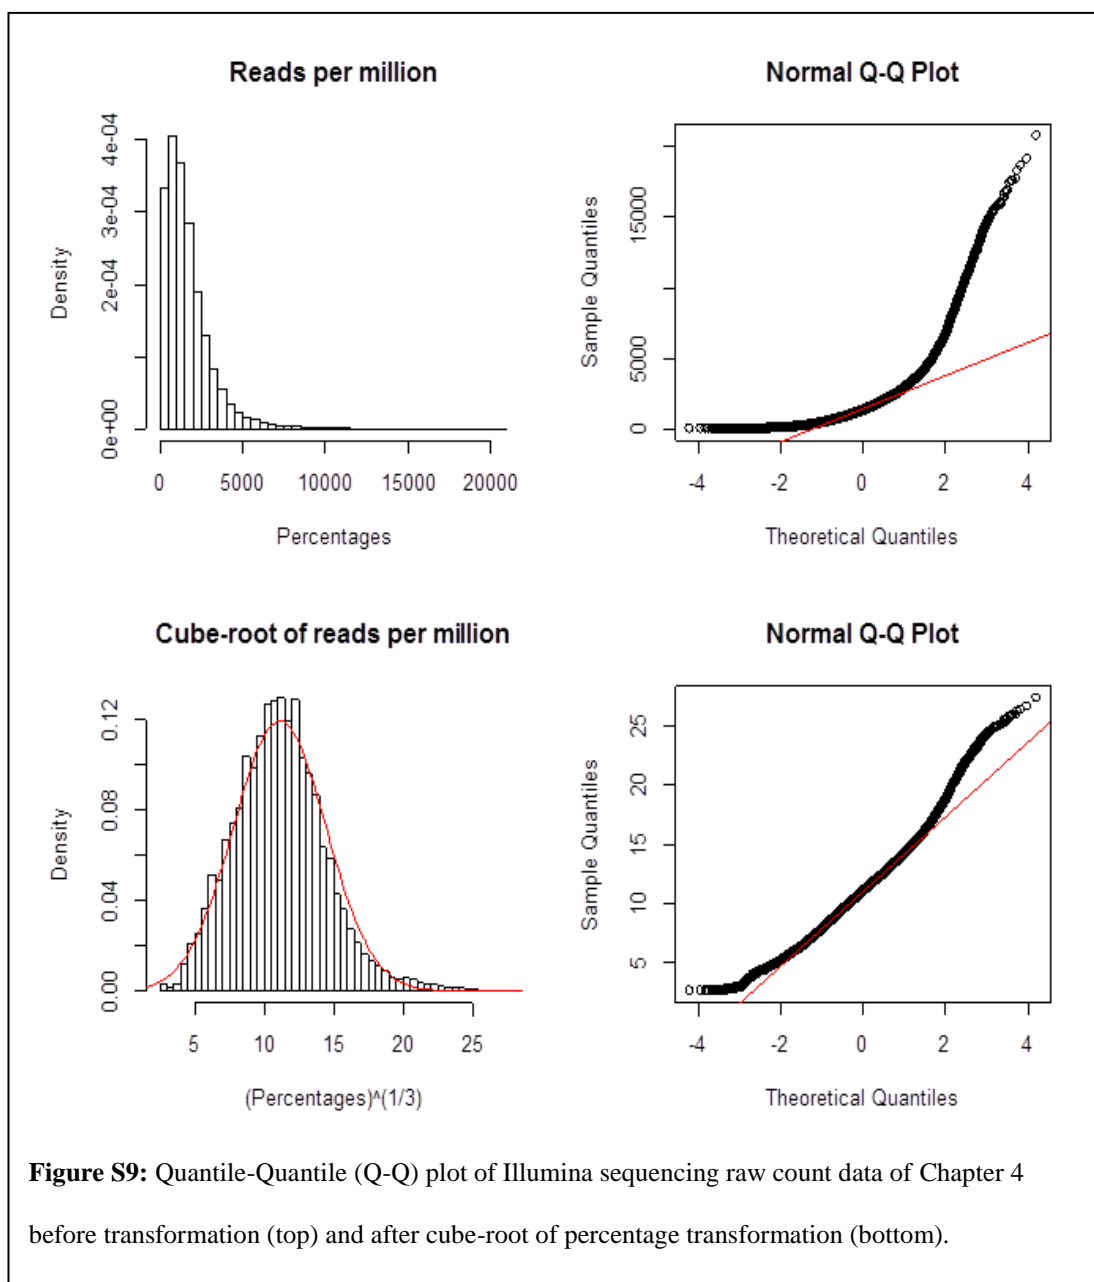 Reads per million
Density
0e+00
2e-04
3e-04
4e-04
0
5000
10000
15000
20000
Percentages
Normal Q-Q Plot
Sample Quantiles
0
5000
15000
-4
-2
0
2
4
Theoretical Quantiles
Cube-root of reads per million
Density
0.00
0.04
0.08
0.12
5
10
15
20
25
(Percentages)^(1/3)
Normal Q-Q Plot
Sample Quantiles
5
10
15
20
25
-4
-2
0
2
4
Theoretical Quantiles
Figure S9: Quantile-Quantile (Q-Q) plot of Illumina sequencing raw count data of Chapter 4
before transformation (top) and after cube-root of percentage transformation (bottom).